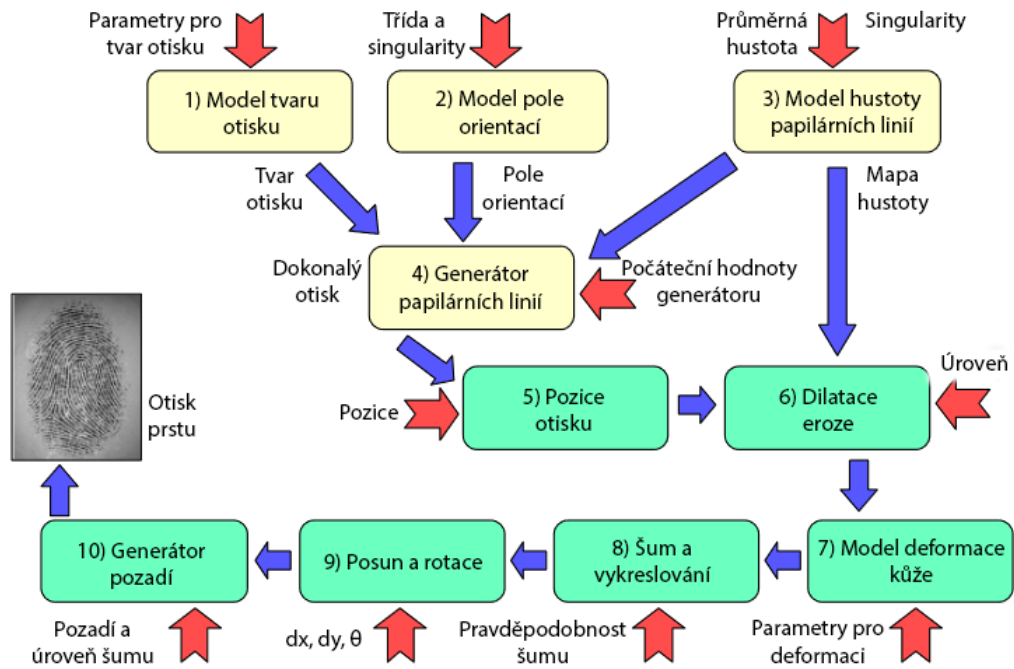 Parametry pro
tvar otisku
Třída a
singularity
Průměrná
hustota
Singularity
1) Model tvaru
otisku
2) Model pole
orientací
3) Model hustoty
papilárních linií
Tvar
otisku
Pole
orientací
Mapa
hustoty
Dokonalý
otisk
4) Generátor
papilárních linií
Počáteční hodnoty
generátoru
Otisk
prstu
Pozice
5) Pozice
otisku
6) Dilatace
eroze
Úroveň
10) Generátor
pozadí
9) Posun a rotace
8) Šum a
vykreslování
7) Model deformace
kůže
Pozadí a
úroveň šumu
dx, dy, θ
Pravděpodobnost
šumu
Parametry pro
deformaci